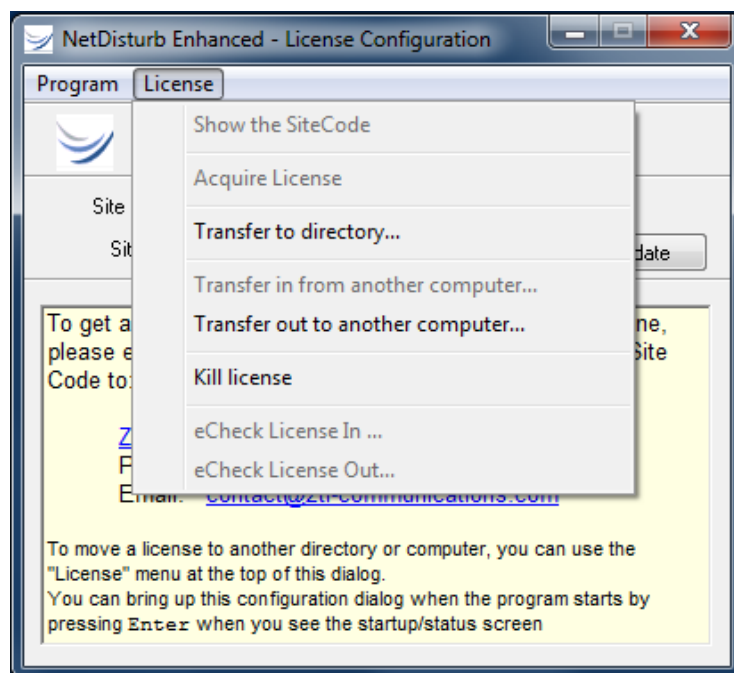 NetDisturb Enhanced - License Configuration
Program License
Show the SiteCode
Acquire License
Site
Transfer to directory...
Sit
date
Transfer in from another computer...
To get a
ne,
Transfer out to another computer...
please e
Site
Code to:
Kill license
eCheck License In ...
Z
eCheck License Out...
P
Email: contact@zti-communications.com
To move a license to another directory or computer, you can use the
"License" menu at the top of this dialog.
You can bring up this configuration dialog when the program starts by
pressing Enter when you see the startup/status screen